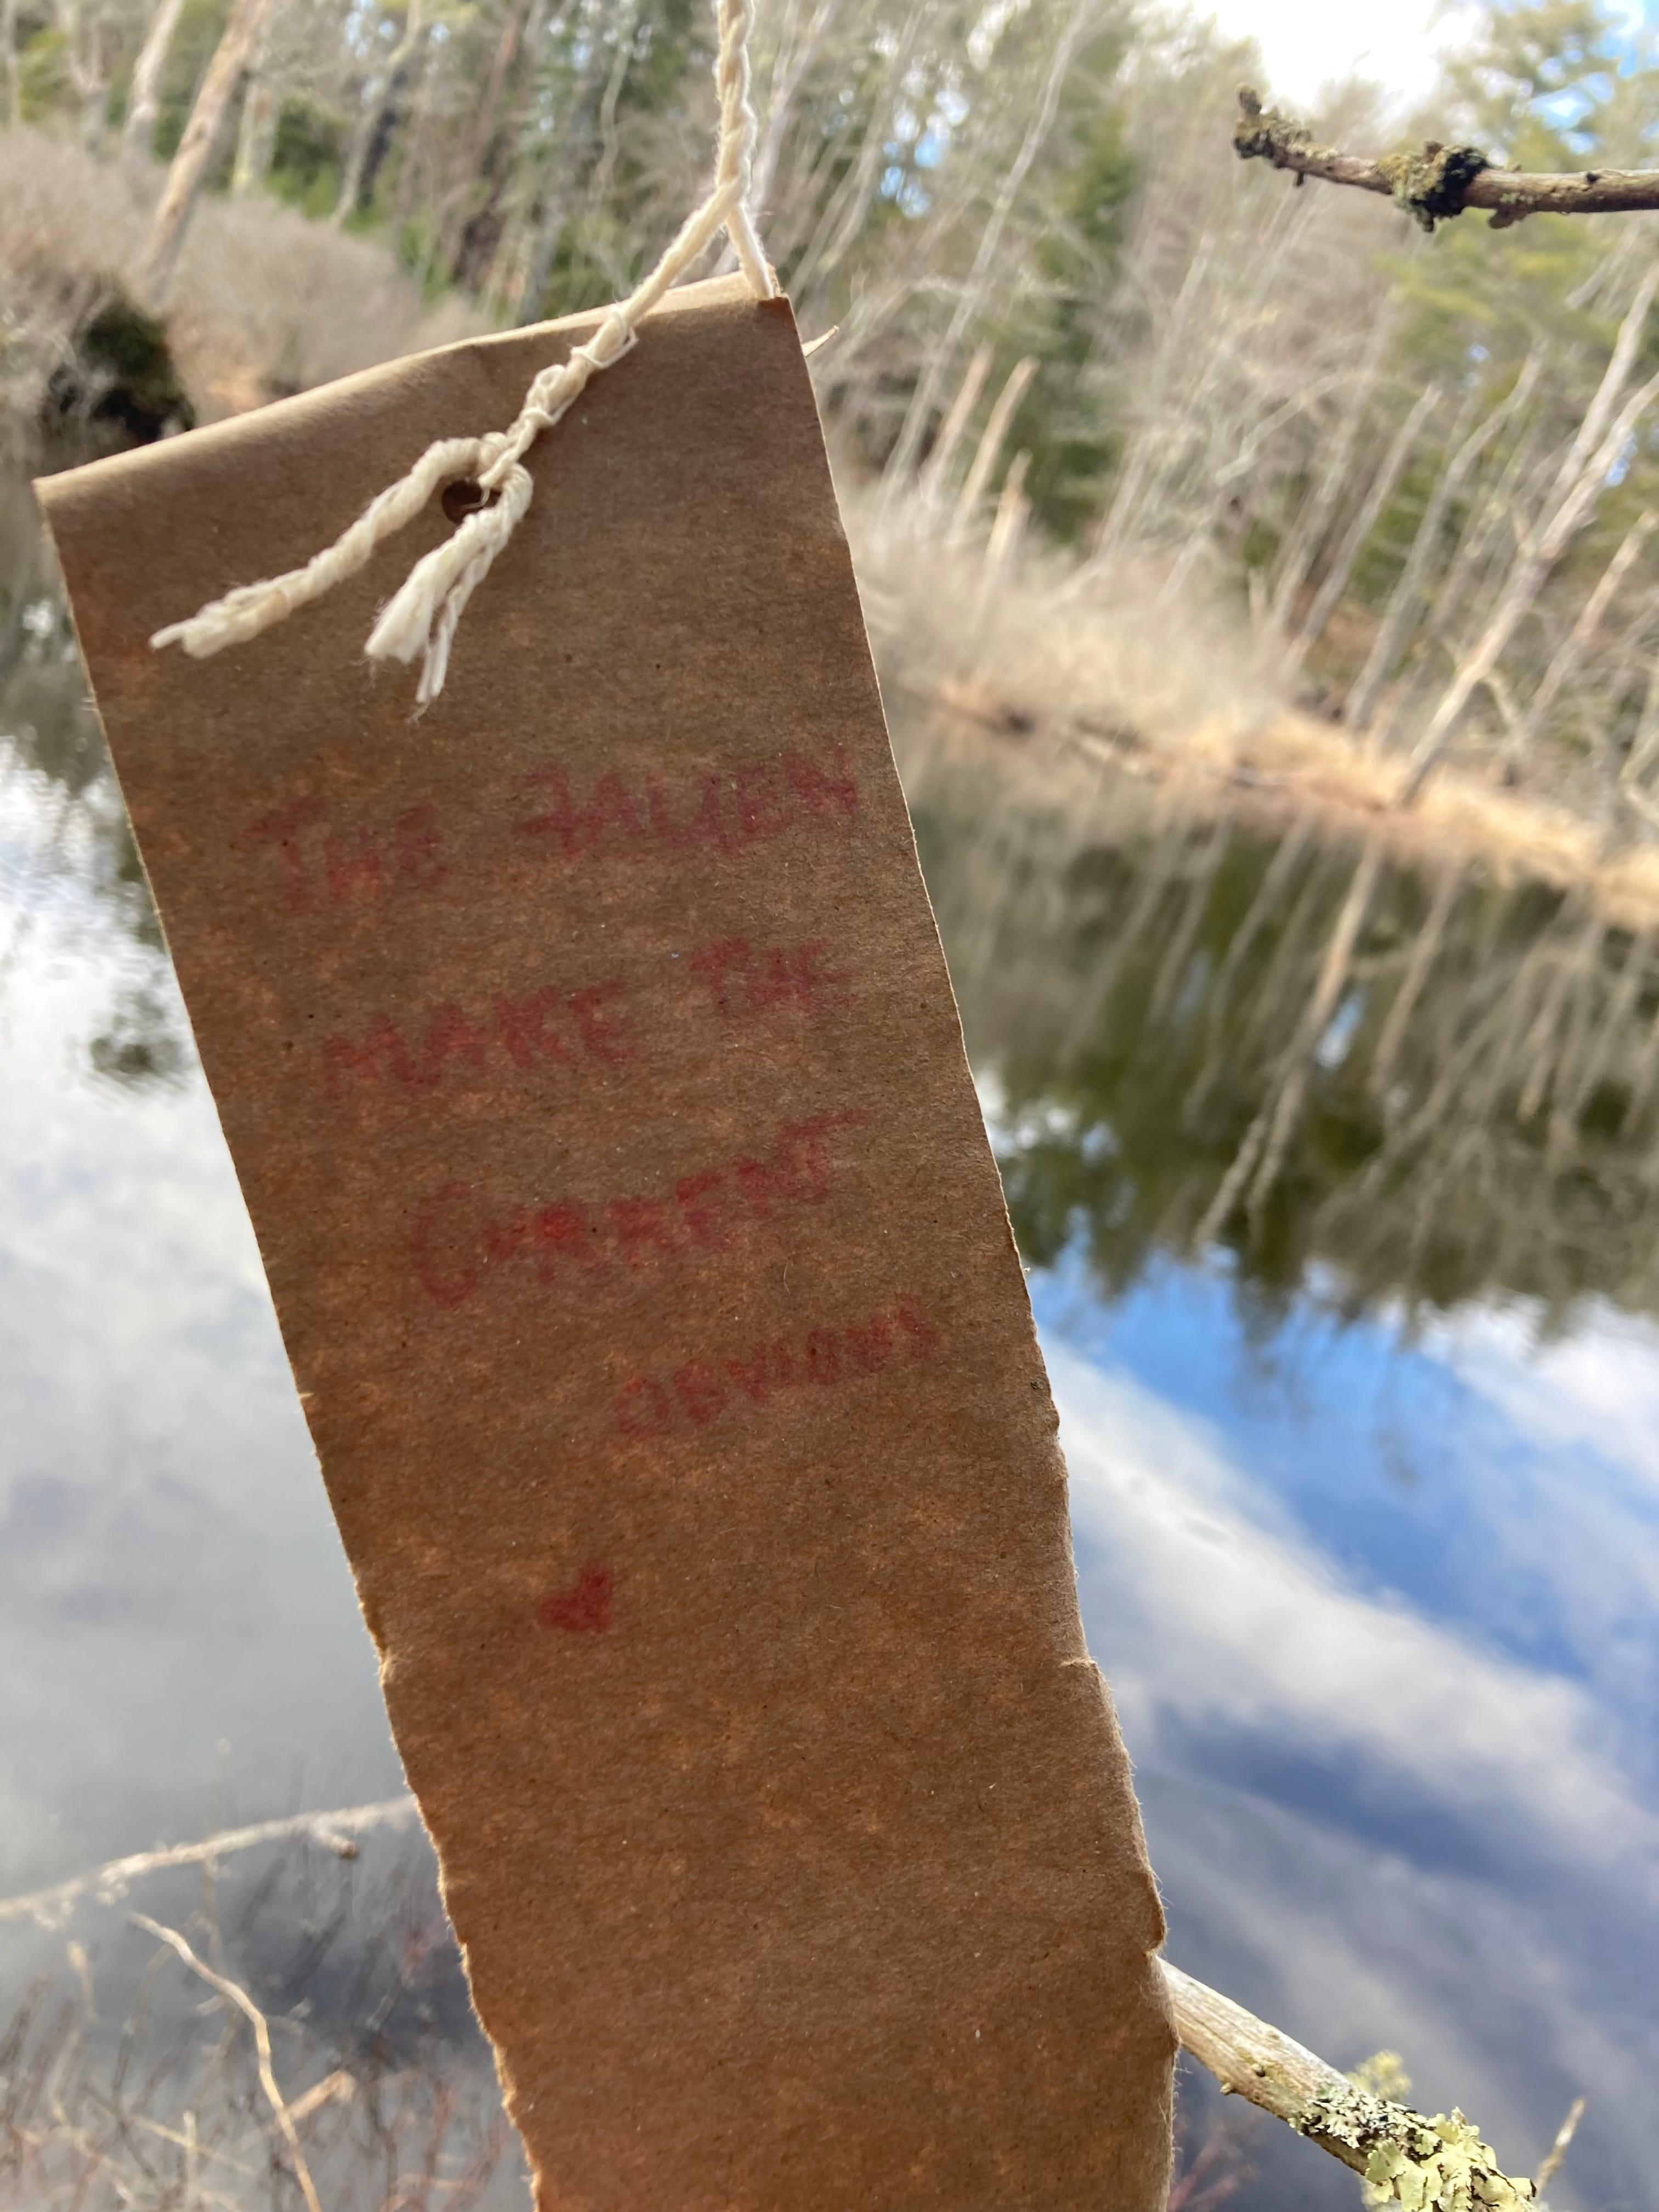 THE FALLEN
MAKE THE
CURRENT
OBVIOUS